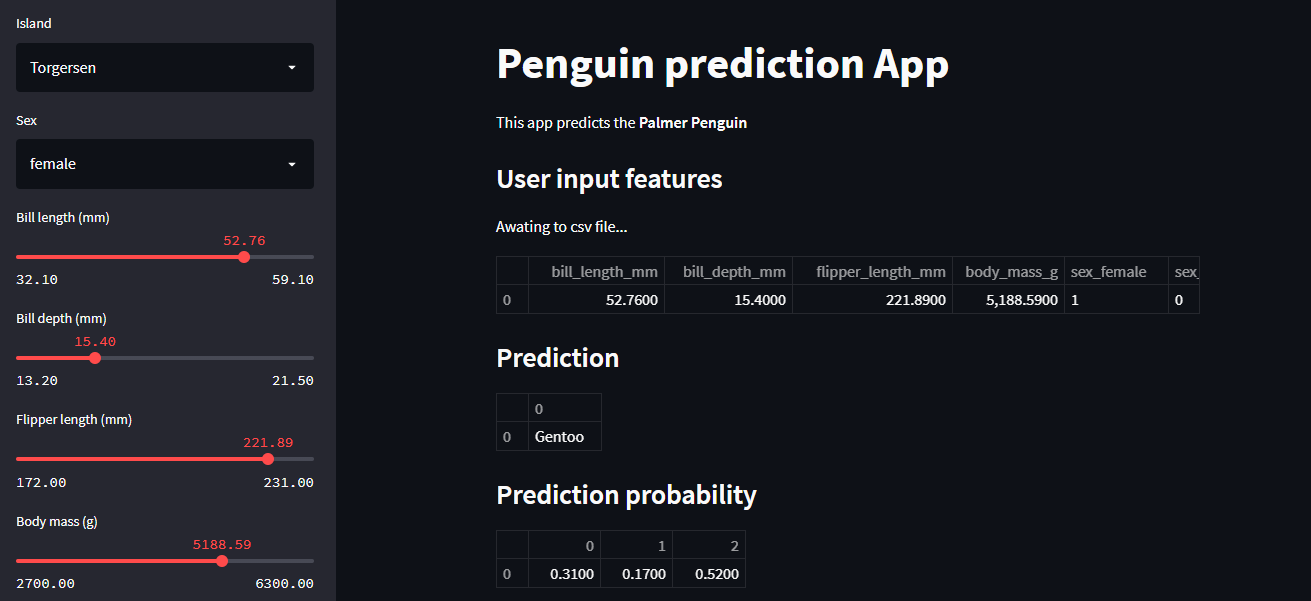 Island
Torgersen
Sex
female
Bill length (mm)
52.76
32.10 59.10
Bill depth (mm)
15.40
13.20 21.50
Flipper length (mm)
221.89
172.00 231.00
Body mass (g)
5188.59
2700.00 6300.00
Penguin prediction App
This app predicts the Palmer Penguin
User input features
Awating to csv file...
bill_length_mm bill_depth_mm flipper_length_mm body_mass_g sex_female sex_
0 52.7600 15.4000 221.8900 5,188.5900 1 0
Prediction
0
0 Gentoo
Prediction probability
0 1 2
0 0.3100 0.1700 0.5200